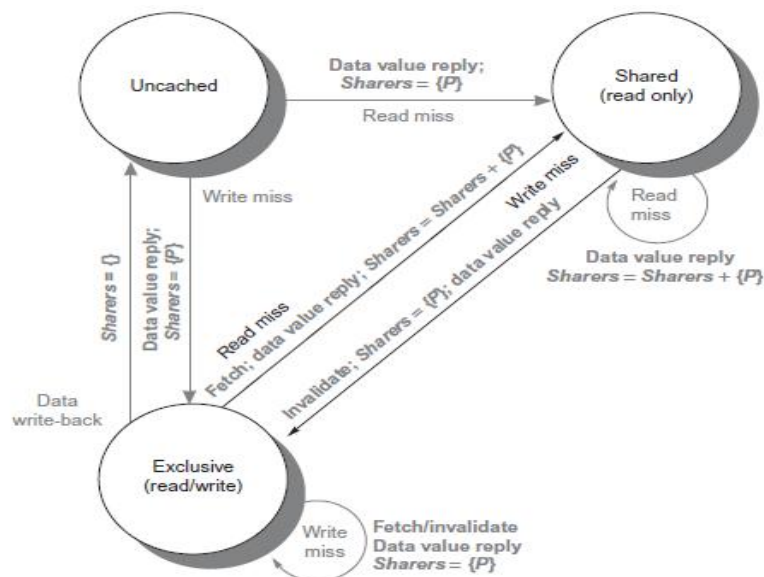 Uncached
Data value reply;
Sharers = {P}
Read miss
Shared
(read only)
Write miss
Sharers = {}
Data value reply;
Sharers = {P}
Read miss
Fetch; data value reply; Sharers = Sharers + {P}
Write miss
Invalidate; Sharers = {P}; data value reply
Read
miss
Data value reply
Sharers = Sharers + {P}
Data
write-back
Exclusive
(read/write)
Write
miss
Fetch/invalidate
Data value reply
Sharers = {P}